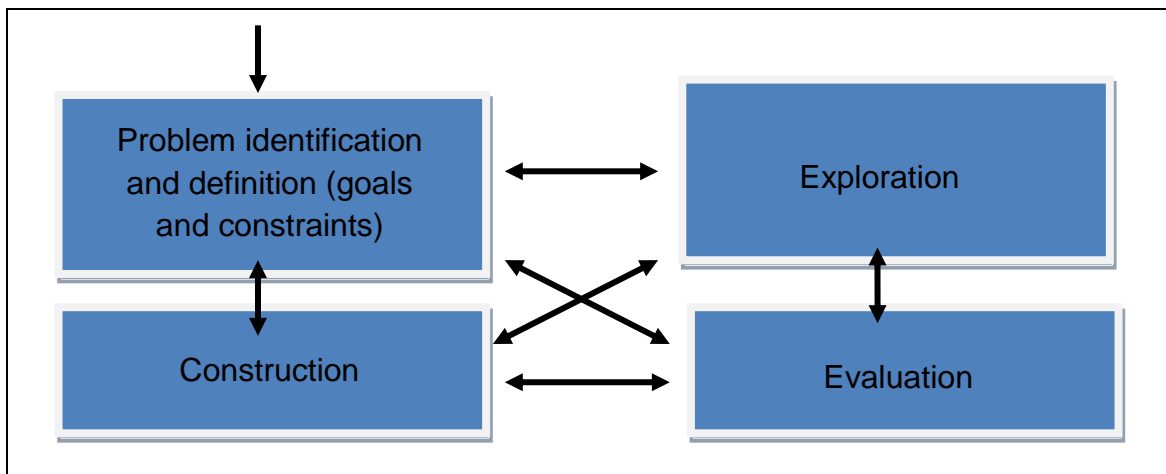 Problem identification
and definition (goals
and constraints)
Exploration
Construction
Evaluation